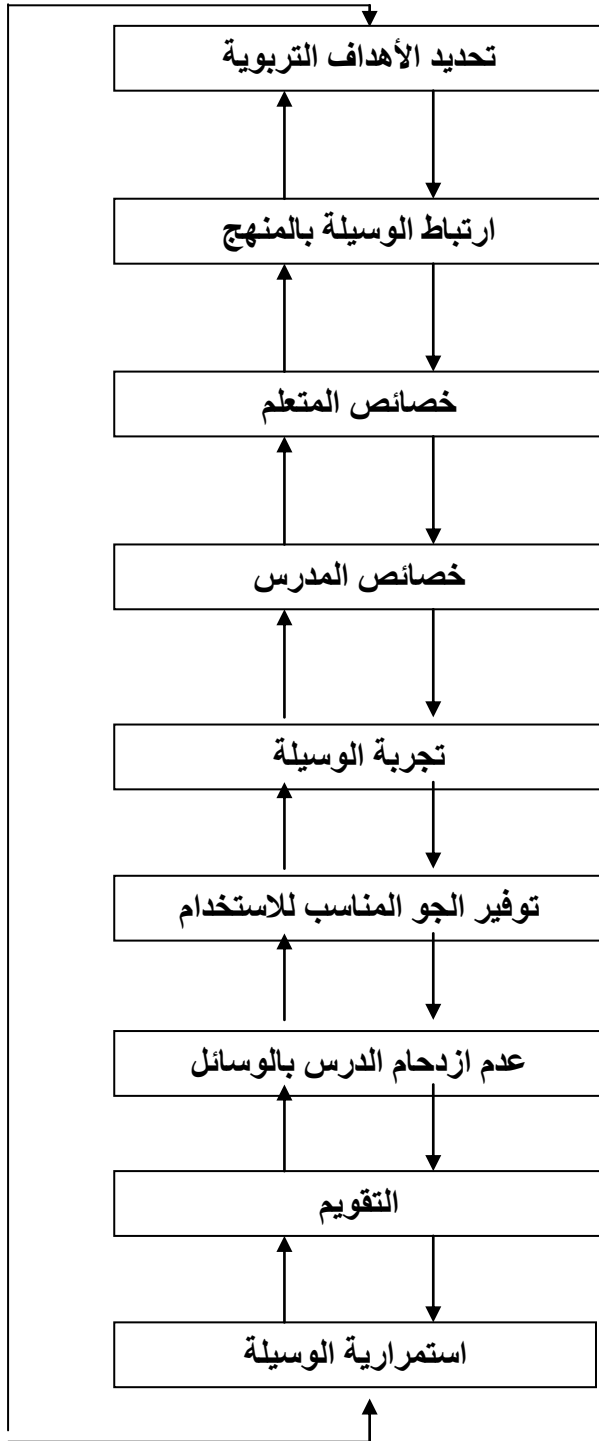 تحديد الأهداف التربوية
ارتباط الوسيلة بالمنهج
خصائص المتعلم
خصائص المدرس
تجربة الوسيلة
توفير الجو المناسب للاستخدام
عدم ازدحام الدرس بالوسائل
التقويم
استمرارية الوسيلة